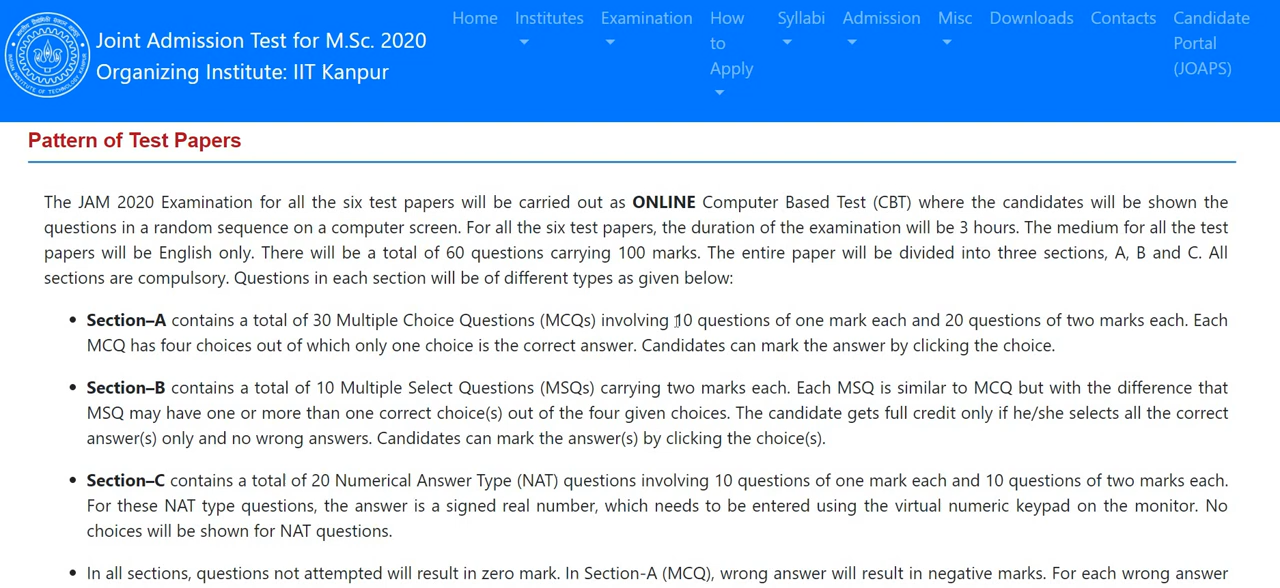 Home Institutes Examination How to Apply Syllabi Admission Misc Downloads Contacts Candidate Portal (JOAPS)
Joint Admission Test for M.Sc. 2020
Organizing Institute: IIT Kanpur
Pattern of Test Papers
The JAM 2020 Examination for all the six test papers will be carried out as ONLINE Computer Based Test (CBT) where the candidates will be shown the
questions in a random sequence on a computer screen. For all the six test papers, the duration of the examination will be 3 hours. The medium for all the test
papers will be English only. There will be a total of 60 questions carrying 100 marks. The entire paper will be divided into three sections, A, B and C. All
sections are compulsory. Questions in each section will be of different types as given below:
• Section–A contains a total of 30 Multiple Choice Questions (MCQs) involving 10 questions of one mark each and 20 questions of two marks each. Each
MCQ has four choices out of which only one choice is the correct answer. Candidates can mark the answer by clicking the choice.
• Section–B contains a total of 10 Multiple Select Questions (MSQs) carrying two marks each. Each MSQ is similar to MCQ but with the difference that
MSQ may have one or more than one correct choice(s) out of the four given choices. The candidate gets full credit only if he/she selects all the correct
answer(s) only and no wrong answers. Candidates can mark the answer(s) by clicking the choice(s).
• Section–C contains a total of 20 Numerical Answer Type (NAT) questions involving 10 questions of one mark each and 10 questions of two marks each.
For these NAT type questions, the answer is a signed real number, which needs to be entered using the virtual numeric keypad on the monitor. No
choices will be shown for NAT questions.
• In all sections, questions not attempted will result in zero mark. In Section-A (MCQ), wrong answer will result in negative marks. For each wrong answer